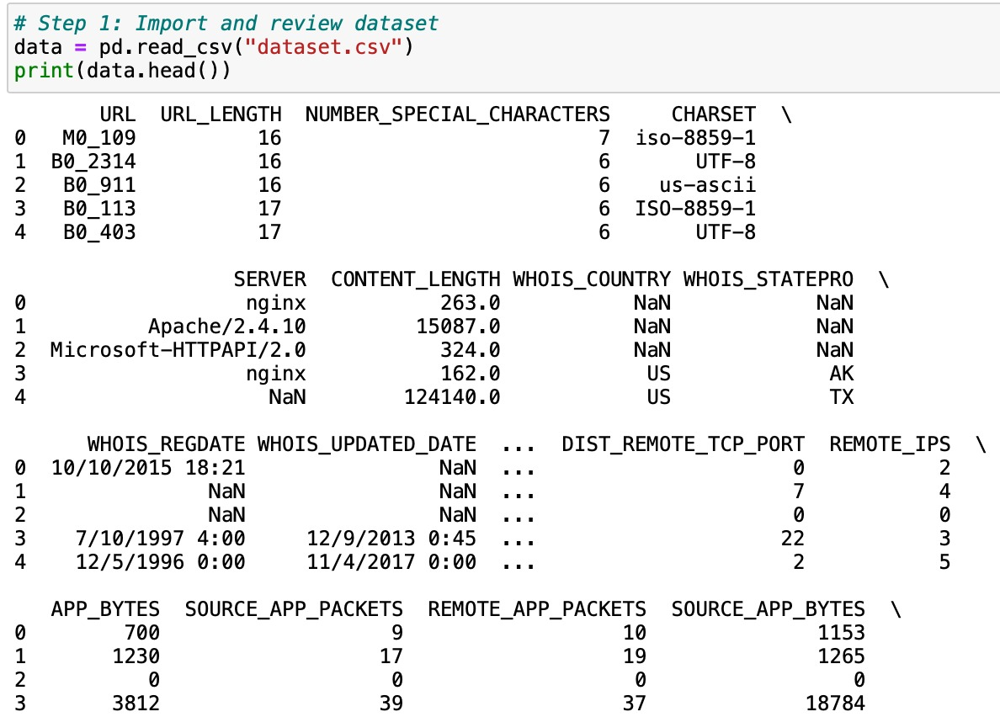 # Step 1: Import and review dataset
data = pd.read_csv("dataset.csv")
print(data.head())
URL URL_LENGTH NUMBER_SPECIAL_CHARACTERS CHARSET \
0 M0_109 16 7 iso-8859-1
1 B0_2314 16 6 UTF-8
2 B0_911 16 6 us-ascii
3 B0_113 17 6 ISO-8859-1
4 B0_403 17 6 UTF-8
SERVER CONTENT_LENGTH WHOIS_COUNTRY WHOIS_STATEPRO \
0 nginx 263.0 NaN NaN
1 Apache/2.4.10 15087.0 NaN NaN
2 Microsoft-HTTPAPI/2.0 324.0 NaN NaN
3 nginx 162.0 US AK
4 NaN 124140.0 US TX
WHOIS_REGDATE WHOIS_UPDATED_DATE ... DIST_REMOTE_TCP_PORT REMOTE_IPS \
0 10/10/2015 18:21 NaN ... 0 2
1 NaN NaN ... 7 4
2 NaN NaN ... 0 0
3 7/10/1997 4:00 12/9/2013 0:45 ... 22 3
4 12/5/1996 0:00 11/4/2017 0:00 ... 2 5
APP_BYTES SOURCE_APP_PACKETS REMOTE_APP_PACKETS SOURCE_APP_BYTES \
0 700 9 10 1153
1 1230 17 19 1265
2 0 0 0 0
3 3812 39 37 18784